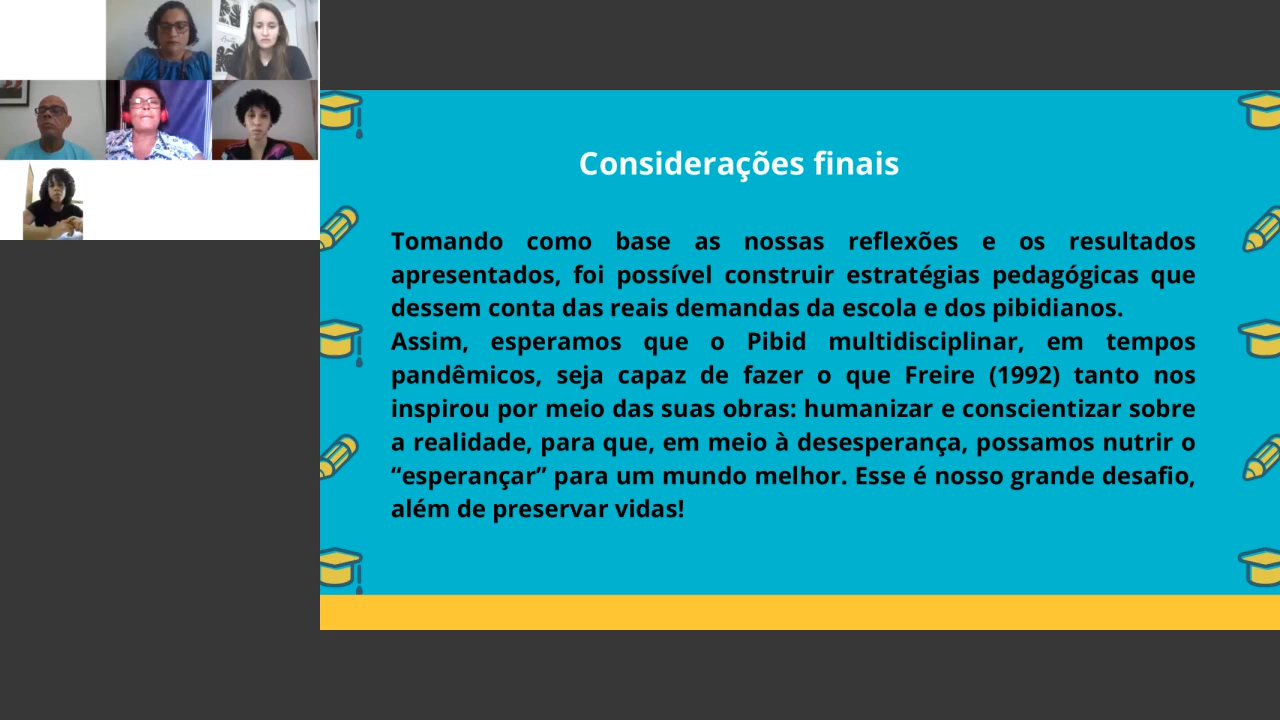 Considerações finais
Tomando como base as nossas reflexões e os resultados
apresentados, foi possível construir estratégias pedagógicas que
dessem conta das reais demandas da escola e dos pibidianos.
Assim, esperamos que o Pibid multidisciplinar, em tempos
pandêmicos, seja capaz de fazer o que Freire (1992) tanto nos
inspirou por meio das suas obras: humanizar e conscientizar sobre
a realidade, para que, em meio à desesperança, possamos nutrir o
“esperançar” para um mundo melhor. Esse é nosso grande desafio,
além de preservar vidas!